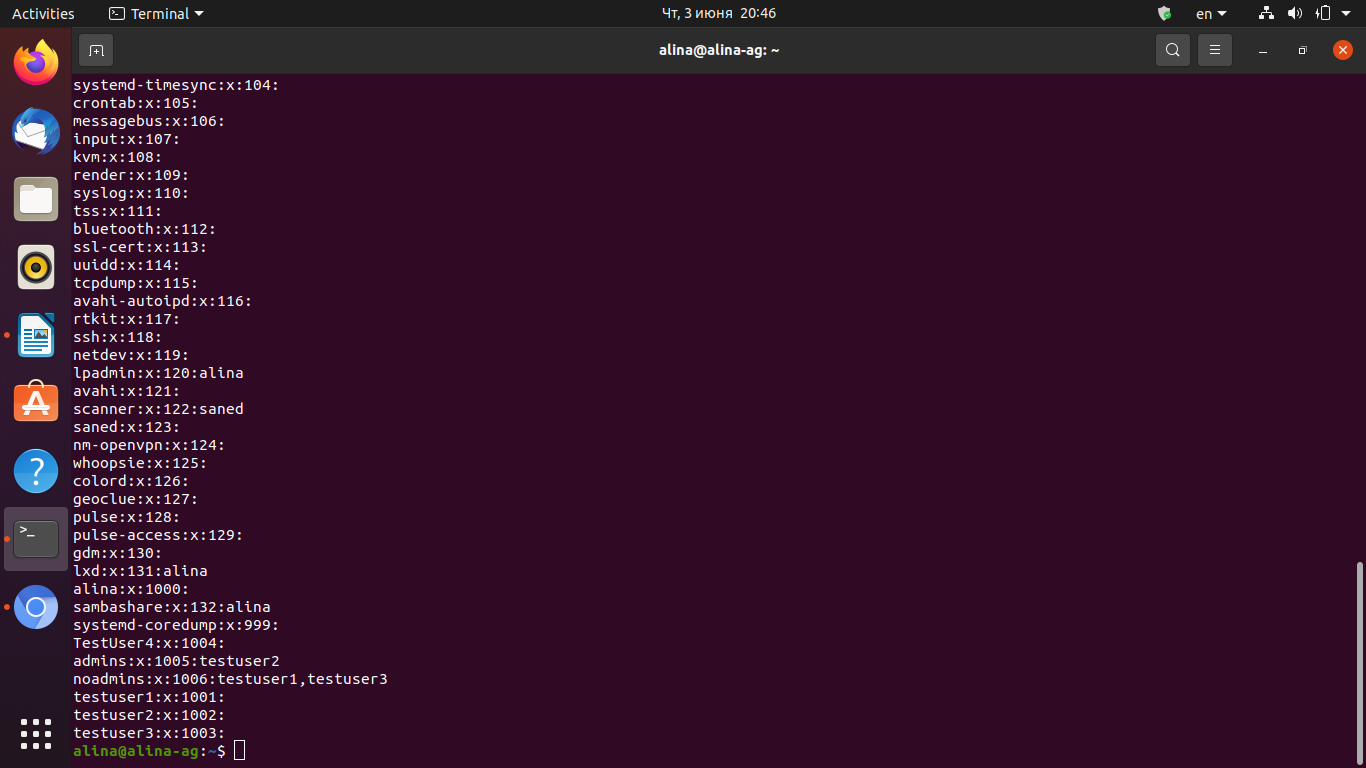 Activities
Terminal
Чт, 3 июня 20:46
en
alina@alina-ag: ~
systemd-timesync:x:104:
crontab:x:105:
messagebus:x:106:
input:x:107:
kvm:x:108:
render:x:109:
syslog:x:110:
tss:x:111:
bluetooth:x:112:
ssl-cert:x:113:
uuidd:x:114:
tcpdump:x:115:
avahi-autoipd:x:116:
rtkit:x:117:
ssh:x:118:
netdev:x:119:
lpadmin:x:120:alina
avahi:x:121:
scanner:x:122:saned
saned:x:123:
nm-openvpn:x:124:
whoopsie:x:125:
colord:x:126:
geoclue:x:127:
pulse:x:128:
pulse-access:x:129:
gdm:x:130:
lxd:x:131:alina
alina:x:1000:
sambashare:x:132:alina
systemd-coredump:x:999:
TestUser4:x:1004:
admins:x:1005:testuser2
noadmins:x:1006:testuser1,testuser3
testuser1:x:1001:
testuser2:x:1002:
testuser3:x:1003:
alina@alina-ag:~$